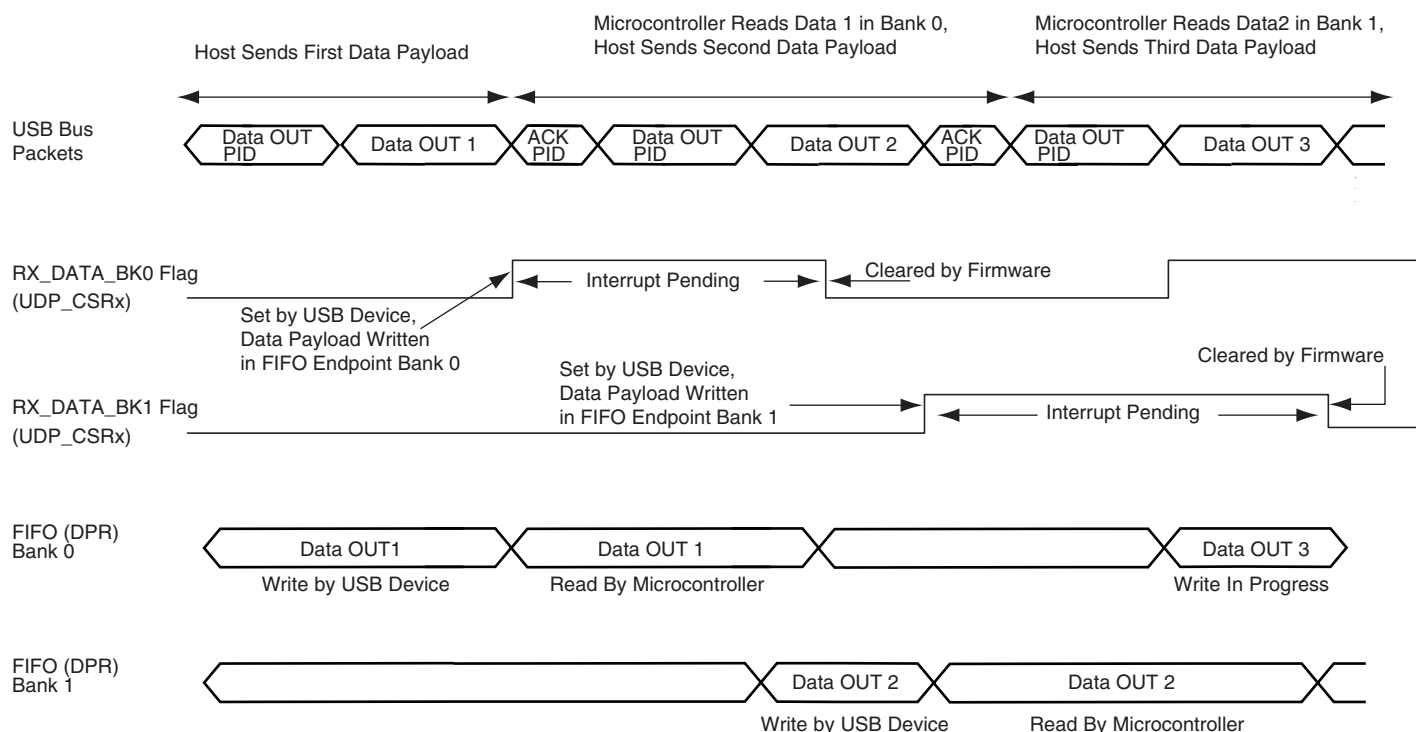 Host Sends First Data Payload
Microcontroller Reads Data 1 in Bank 0,
Host Sends Second Data Payload
Microcontroller Reads Data2 in Bank 1,
Host Sends Third Data Payload
USB Bus
Packets
Data OUT
PID
Data OUT 1
ACK
PID
Data OUT
PID
Data OUT 2
ACK
PID
Data OUT
PID
Data OUT 3
RX_DATA_BK0 Flag
(UDP_CSRx)
Interrupt Pending
Cleared by Firmware
Set by USB Device,
Data Payload Written
in FIFO Endpoint Bank 0
RX_DATA_BK1 Flag
(UDP_CSRx)
Set by USB Device,
Data Payload Written
in FIFO Endpoint Bank 1
Interrupt Pending
Cleared by Firmware
FIFO (DPR)
Bank 0
Data OUT1
Data OUT 1
Data OUT 3
Write by USB Device
Read By Microcontroller
Write In Progress
FIFO (DPR)
Bank 1
Data OUT 2
Data OUT 2
Write by USB Device
Read By Microcontroller